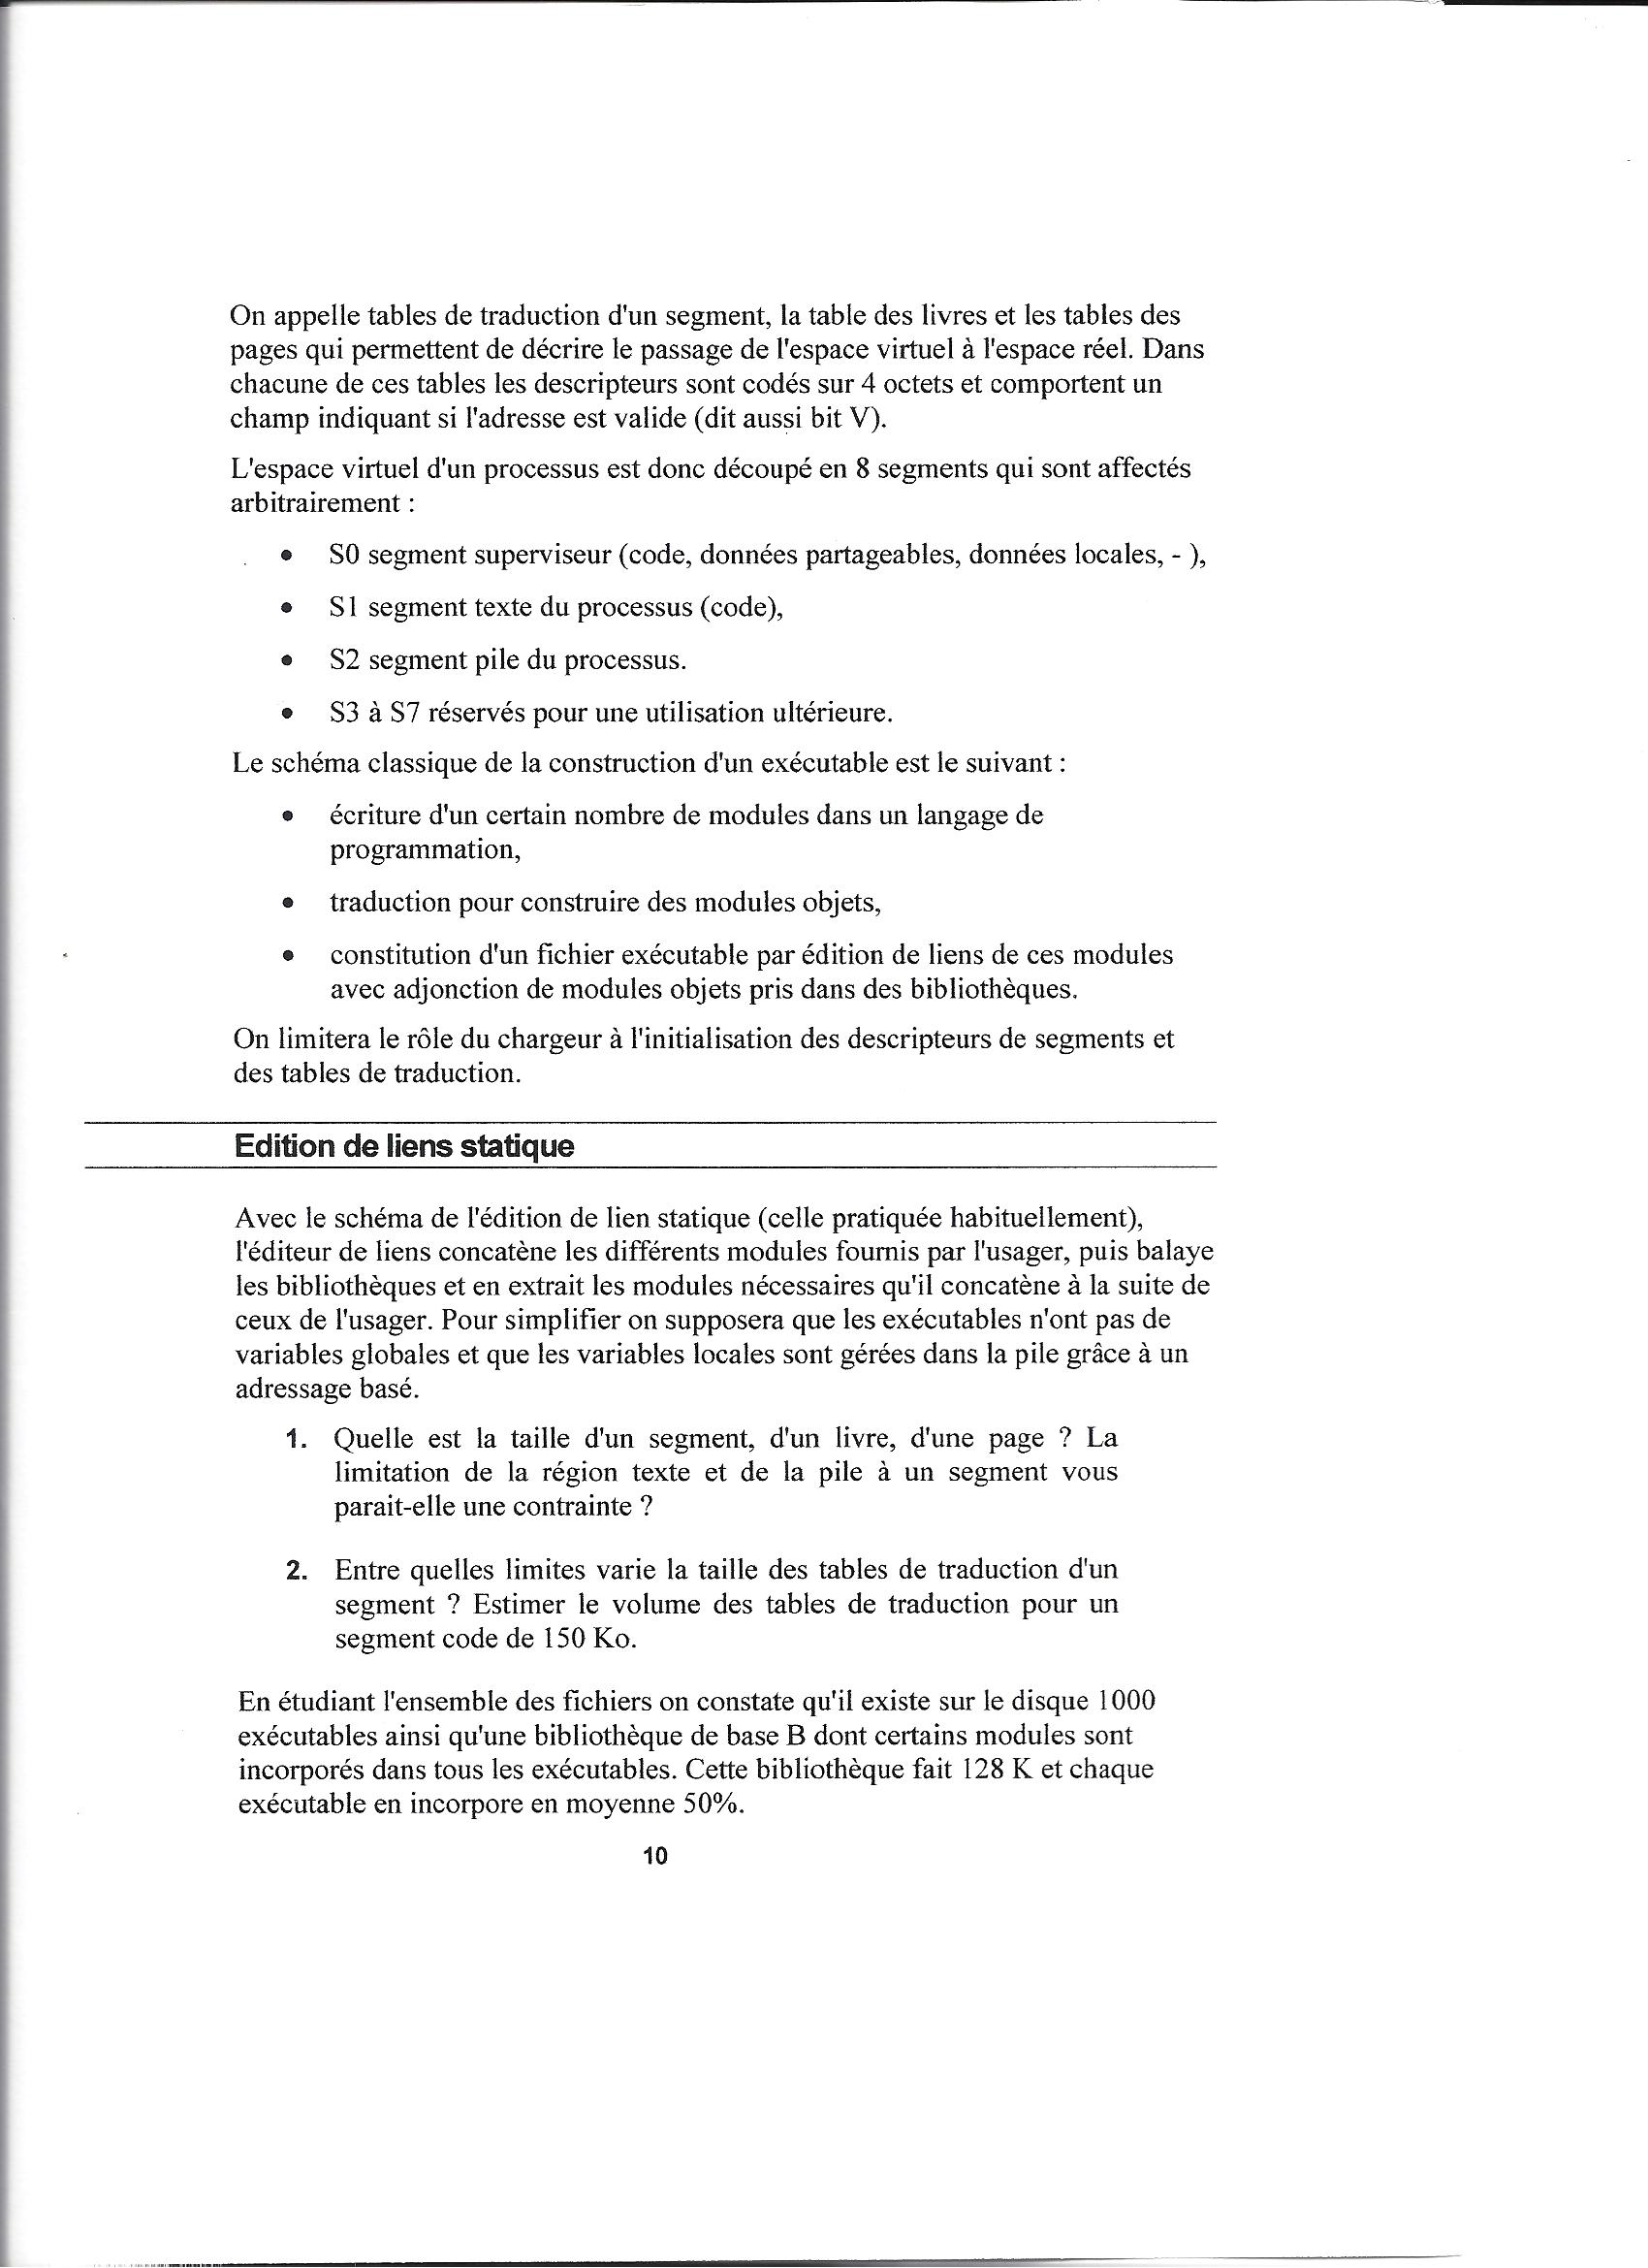 On appelle tables de traduction d'un segment, la table des livres et les tables des
pages qui permettent de décrire le passage de l'espace virtuel à l'espace réel. Dans
chacune de ces tables les descripteurs sont codés sur 4 octets et comportent un
champ indiquant si l'adresse est valide (dit aussi bit V).
L'espace virtuel d'un processus est donc découpé en 8 segments qui sont affectés
arbitrairement :
• S0 segment superviseur (code, données partageables, données locales, - ),
• S1 segment texte du processus (code),
• S2 segment pile du processus.
• S3 à S7 réservés pour une utilisation ultérieure.
Le schéma classique de la construction d'un exécutable est le suivant :
• écriture d'un certain nombre de modules dans un langage de
programmation,
• traduction pour construire des modules objets,
• constitution d'un fichier exécutable par édition de liens de ces modules
avec adjonction de modules objets pris dans des bibliothèques.
On limitera le rôle du chargeur à l'initialisation des descripteurs de segments et
des tables de traduction.
Edition de liens statique
Avec le schéma de l'édition de lien statique (celle pratiquée habituellement),
l'éditeur de liens concatène les différents modules fournis par l'usager, puis balaye
les bibliothèques et en extrait les modules nécessaires qu'il concatène à la suite de
ceux de l'usager. Pour simplifier on supposera que les exécutables n'ont pas de
variables globales et que les variables locales sont gérées dans la pile grâce à un
adressage basé.
1. Quelle est la taille d'un segment, d'un livre, d'une page ? La
limitation de la région texte et de la pile à un segment vous
parait-elle une contrainte ?
2. Entre quelles limites varie la taille des tables de traduction d'un
segment ? Estimer le volume des tables de traduction pour un
segment code de 150 Ko.
En étudiant l'ensemble des fichiers on constate qu'il existe sur le disque 1000
exécutables ainsi qu'une bibliothèque de base B dont certains modules sont
incorporés dans tous les exécutables. Cette bibliothèque fait 128 K et chaque
exécutable en incorpore en moyenne 50%.
10